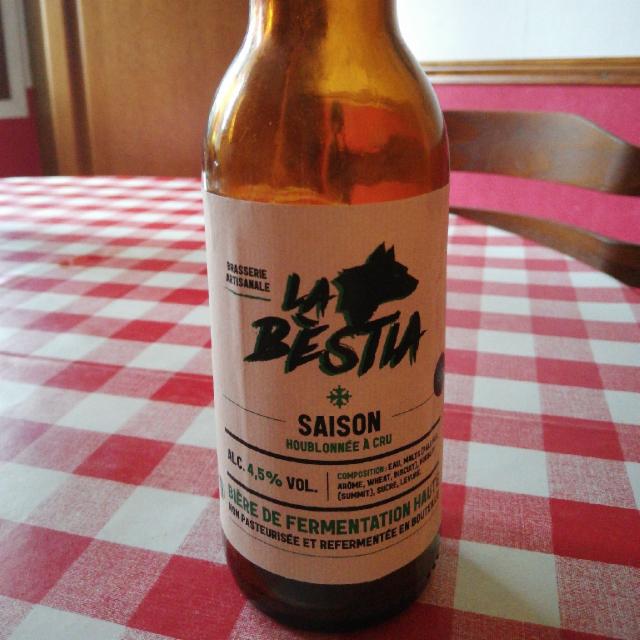 BRASSERIE
ARTISANALE
LA
BÈSTIA
SAISON
HOUBLONNÉE À CRU
ALC. 4,5% VOL.
COMPOSITION: EAU, MALTS
ARÔME, WHEAT, BISCUIT),
(SUMMIT), SUCRE, LEVURE
BIÈRE DE FERMENTATION HAUTE
NON PASTEURISÉE ET REFERMENTÉE EN BOUTEILLE